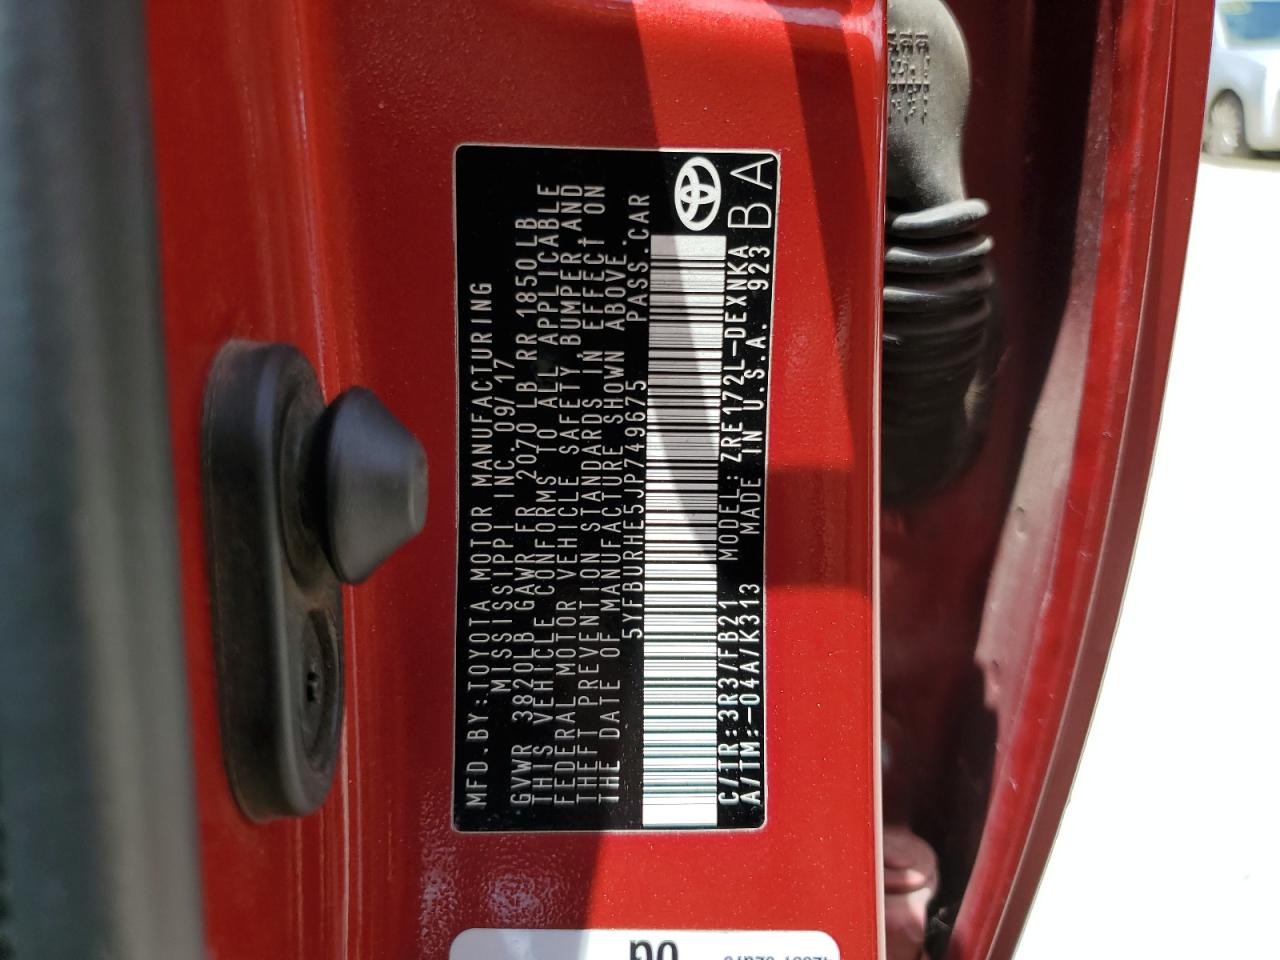 MFD.BY:TOYOTA MOTOR MANUFACTURING
MISSISSIPPI INC. 09/17
GVWR 3820LB GAWR FR 2070 LB RR 1850LB
THIS VEHICLE CONFORMS TO ALL APPLICABLE
FEDERAL MOTOR VEHICLE SAFETY,BUMPER,AND
THEFT PREVENTION STANDARDS IN EFFECT ON
THE DATE OF MANUFACTURE SHOWN ABOVE.
5YFBURHE5JP749675 PASS.CAR
C/TR:3R3/FB21 MODEL:ZRE172L-DEXNKA
A/TM:-04A/K313 MADE IN U.S.A. 923
BA